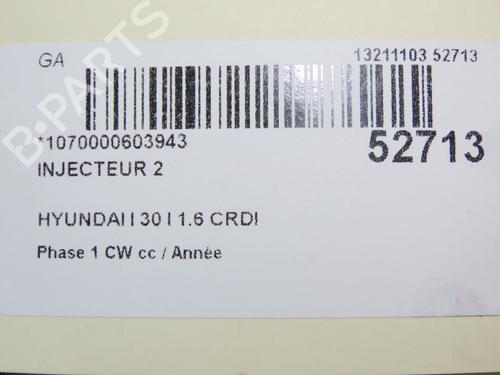 GA
13211103 52713
*1070000603943
52713
INJECTEUR 2
HYUNDAI I 30 I 1.6 CRDI
Phase 1 CW cc / Année
B-PARTS